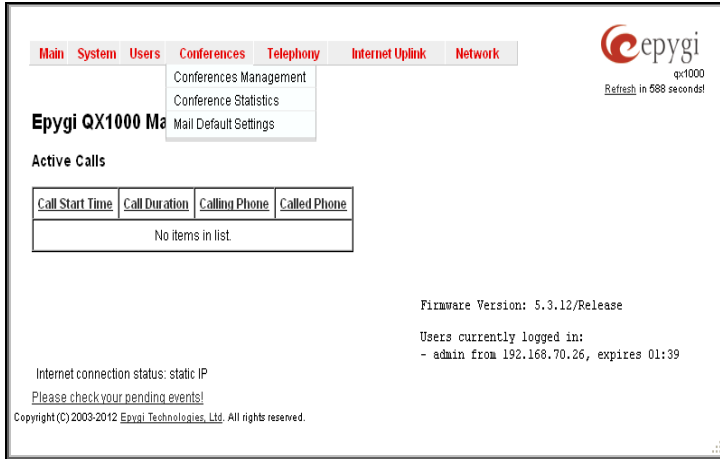 epygi
Main System Users Conferences Telephony Internet Uplink Network
qx1000
Refresh in 588 seconds!
Conferences Management
Conference Statistics
Mail Default Settings
Epygi QX1000 Ma
Active Calls
Call Start Time Call Duration Calling Phone Called Phone
No items in list.
Firmware Version: 5.3.12/Release
Users currently logged in:
- admin from 192.168.70.26, expires 01:39
Internet connection status: static IP
Please check your pending events!
Copyright (C) 2003-2012 Epygi Technologies, Ltd. All rights reserved.